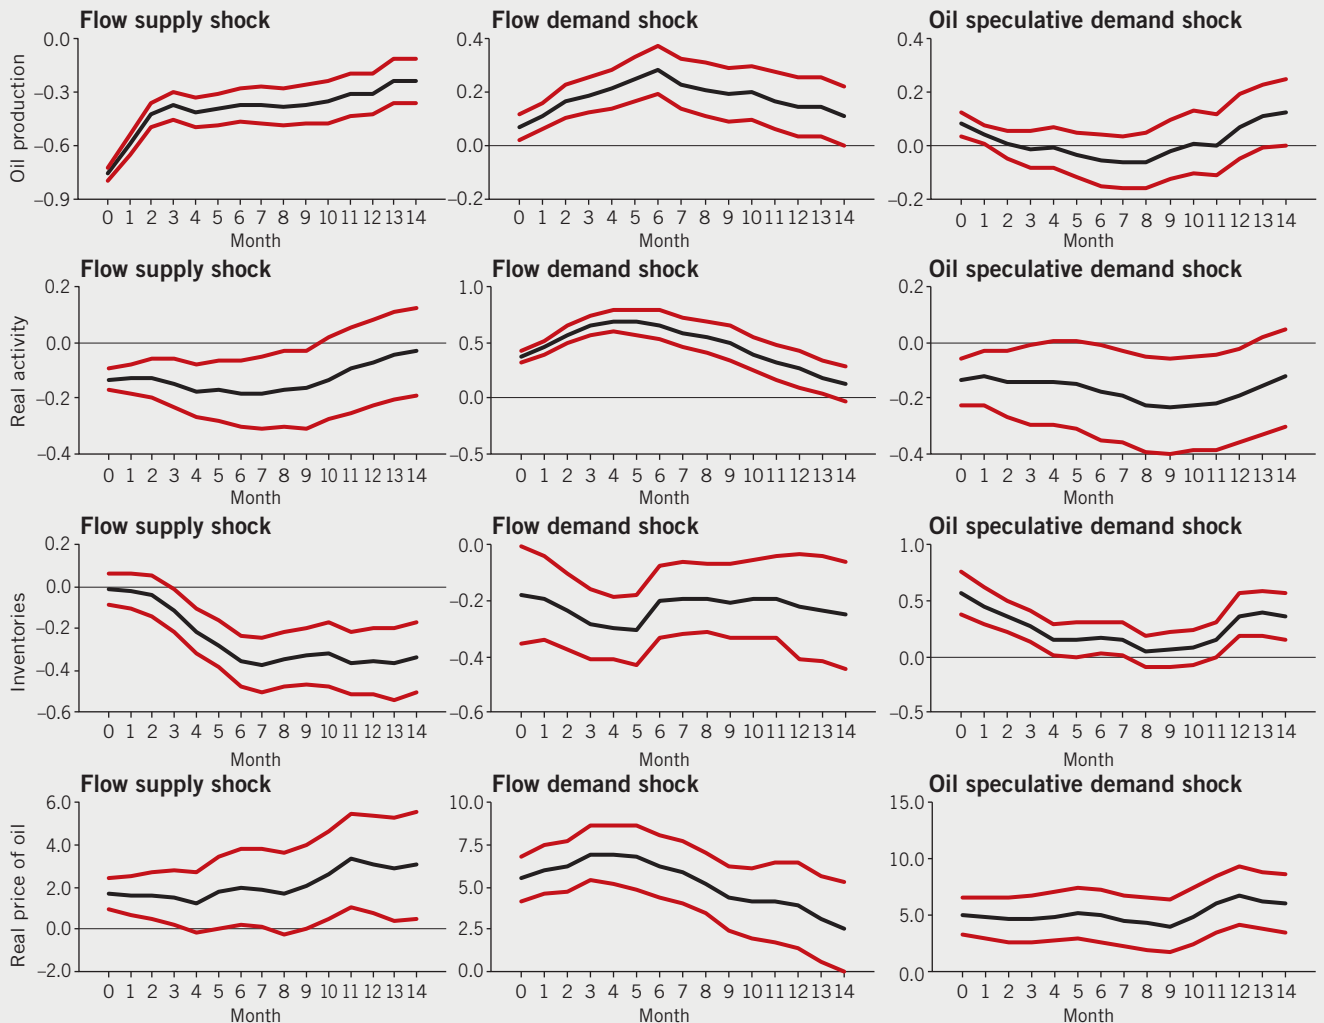 Flow supply shock Flow demand shock Oil speculative demand shock
Oil production
0.0 0.4 0.4
–0.3 0.2 0.2
–0.6 0.0 0.0
–0.9 –0.2 –0.2
0 1 2 3 4 5 6 7 8 9 10 11 12 13 14 0 1 2 3 4 5 6 7 8 9 10 11 12 13 14 0 1 2 3 4 5 6 7 8 9 10 11 12 13 14
Month Month Month
Flow supply shock Flow demand shock Oil speculative demand shock
Real activity
0.2 1.0 0.2
0.0 0.5 0.0
–0.2 0.0 –0.2
–0.4 –0.5 –0.4
0 1 2 3 4 5 6 7 8 9 10 11 12 13 14 0 1 2 3 4 5 6 7 8 9 10 11 12 13 14 0 1 2 3 4 5 6 7 8 9 10 11 12 13 14
Month Month Month
Flow supply shock Flow demand shock Oil speculative demand shock
Inventories
0.2 0.0 1.0
0.0 –0.2 0.5
–0.2 –0.4 0.0
–0.4 –0.6 –0.5
–0.6
0 1 2 3 4 5 6 7 8 9 10 11 12 13 14 0 1 2 3 4 5 6 7 8 9 10 11 12 13 14 0 1 2 3 4 5 6 7 8 9 10 11 12 13 14
Month Month Month
Flow supply shock Flow demand shock Oil speculative demand shock
Real price of oil
6.0 10.0 15.0
4.0 7.5 10.0
2.0 5.0 5.0
0.0 2.5 0.0
–2.0 0.0
0 1 2 3 4 5 6 7 8 9 10 11 12 13 14 0 1 2 3 4 5 6 7 8 9 10 11 12 13 14 0 1 2 3 4 5 6 7 8 9 10 11 12 13 14
Month Month Month